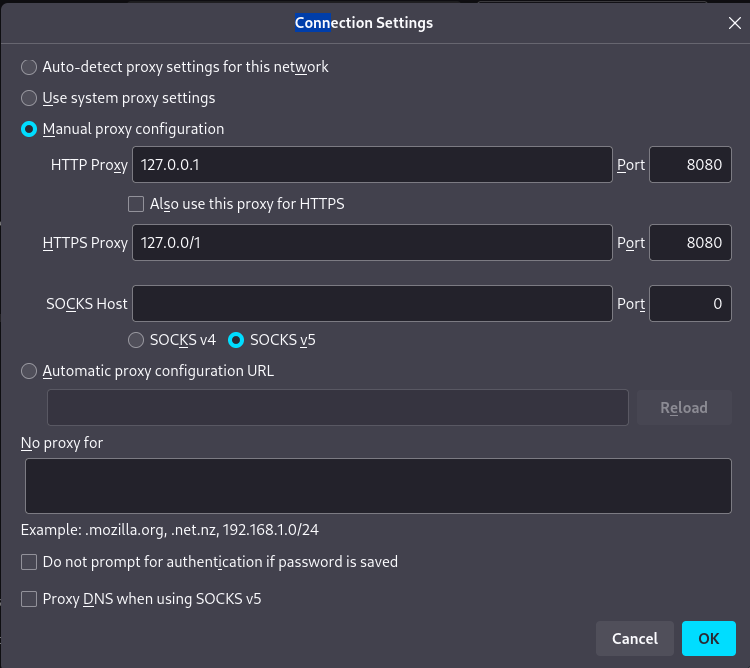 Connection Settings
Auto-detect proxy settings for this network
Use system proxy settings
Manual proxy configuration
HTTP Proxy 127.0.0.1 Port 8080
Also use this proxy for HTTPS
HTTPS Proxy 127.0.0/1 Port 8080
SOCKS Host Port 0
SOCKS v4 SOCKS v5
Automatic proxy configuration URL
Reload
No proxy for
Example: .mozilla.org, .net.nz, 192.168.1.0/24
Do not prompt for authentication if password is saved
Proxy DNS when using SOCKS v5
Cancel OK